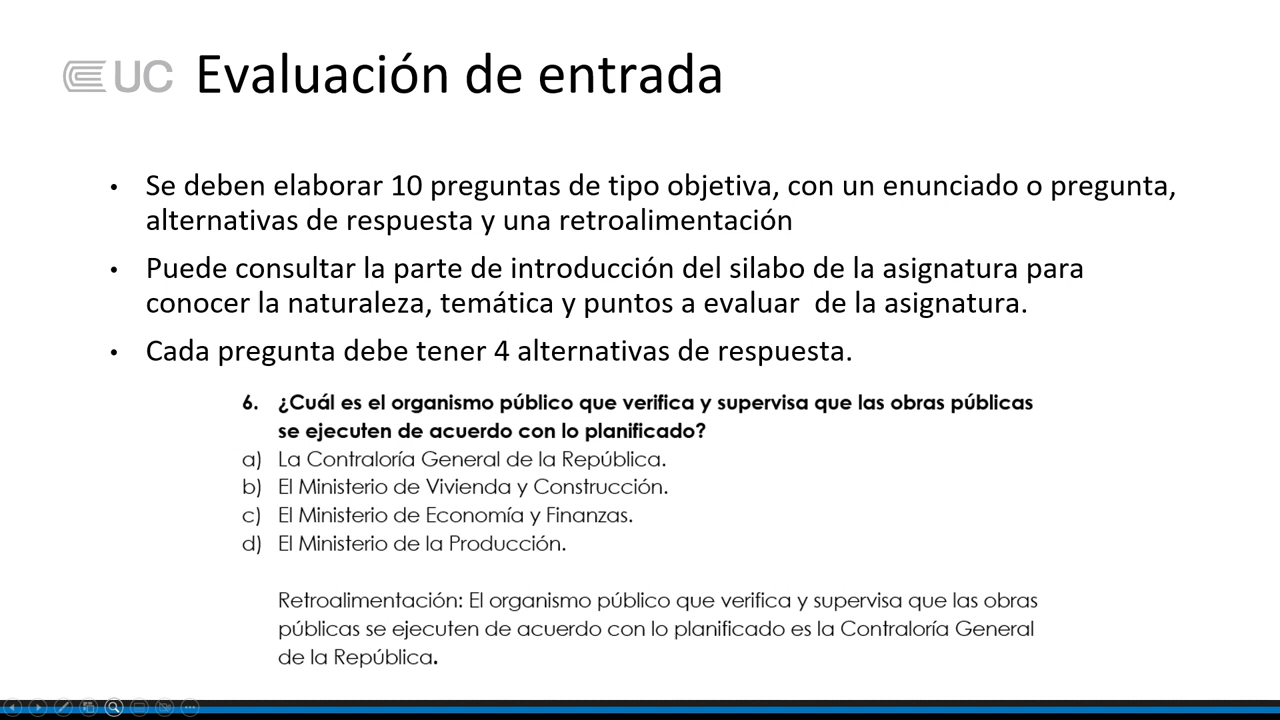 UC Evaluación de entrada
• Se deben elaborar 10 preguntas de tipo objetiva, con un enunciado o pregunta,
alternativas de respuesta y una retroalimentación
• Puede consultar la parte de introducción del silabo de la asignatura para
conocer la naturaleza, temática y puntos a evaluar  de la asignatura.
• Cada pregunta debe tener 4 alternativas de respuesta.
6. ¿Cuál es el organismo público que verifica y supervisa que las obras públicas
se ejecuten de acuerdo con lo planificado?
a) La Contraloría General de la República.
b) El Ministerio de Vivienda y Construcción.
c) El Ministerio de Economía y Finanzas.
d) El Ministerio de la Producción.
Retroalimentación: El organismo público que verifica y supervisa que las obras
públicas se ejecuten de acuerdo con lo planificado es la Contraloría General
de la República.